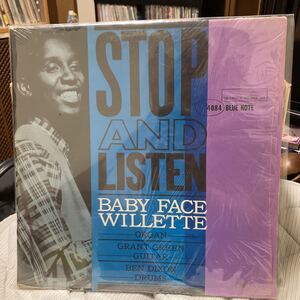 STOP
AND
LISTEN
4084 BLUE NOTE
BABY FACE
WILLETTE
ORGAN
GRANT GREEN
GUITAR
BEN DIXON
DRUMS